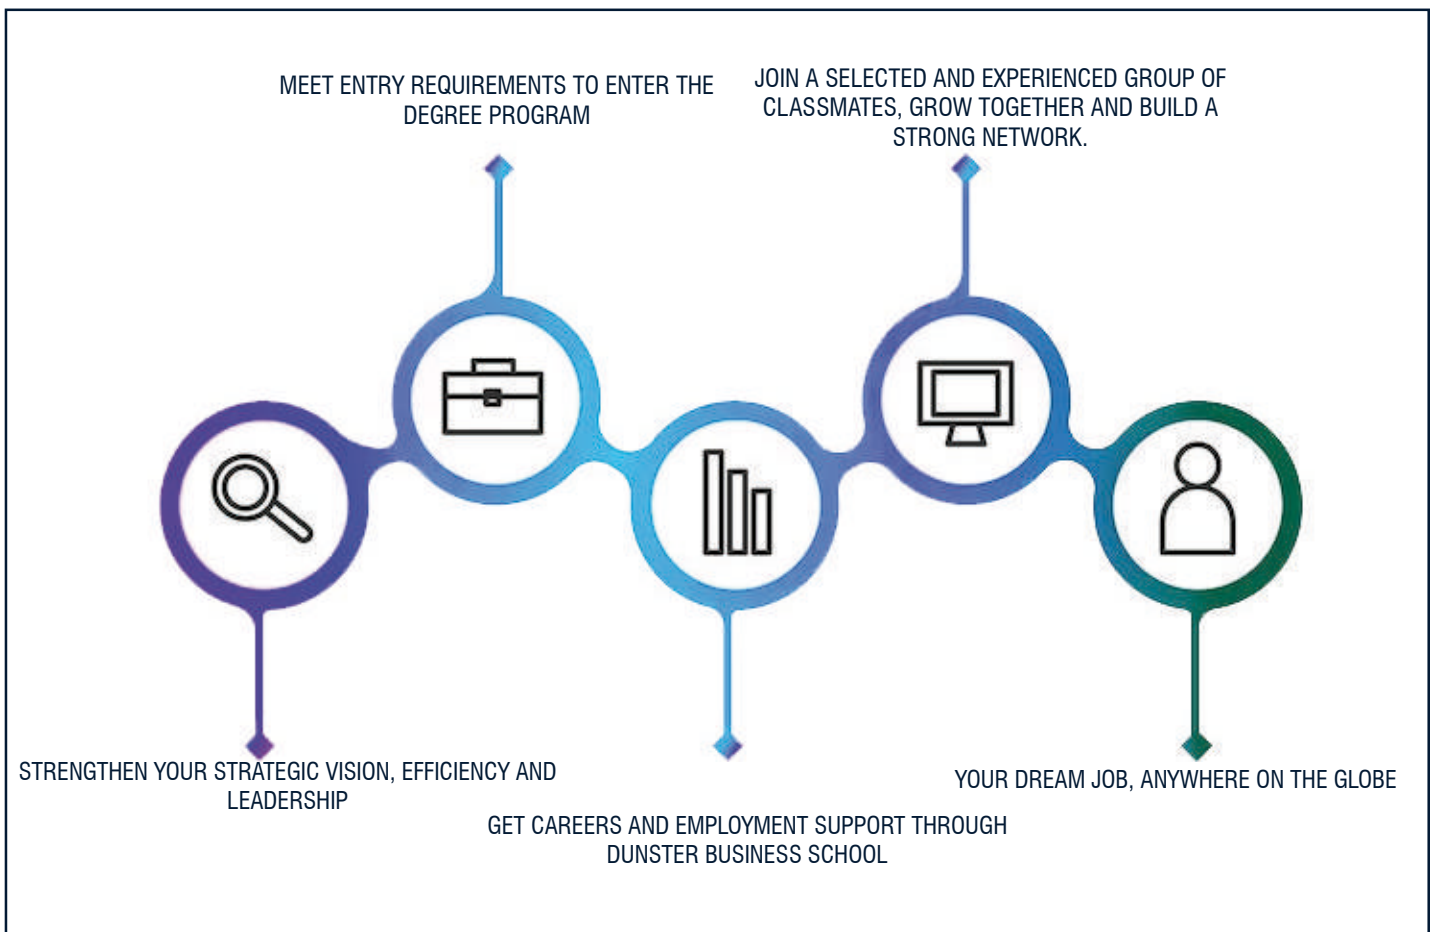 MEET ENTRY REQUIREMENTS TO ENTER THE
DEGREE PROGRAM
JOIN A SELECTED AND EXPERIENCED GROUP OF
CLASSMATES, GROW TOGETHER AND BUILD A
STRONG NETWORK.
STRENGTHEN YOUR STRATEGIC VISION, EFFICIENCY AND
LEADERSHIP
GET CAREERS AND EMPLOYMENT SUPPORT THROUGH
DUNSTER BUSINESS SCHOOL
YOUR DREAM JOB, ANYWHERE ON THE GLOBE